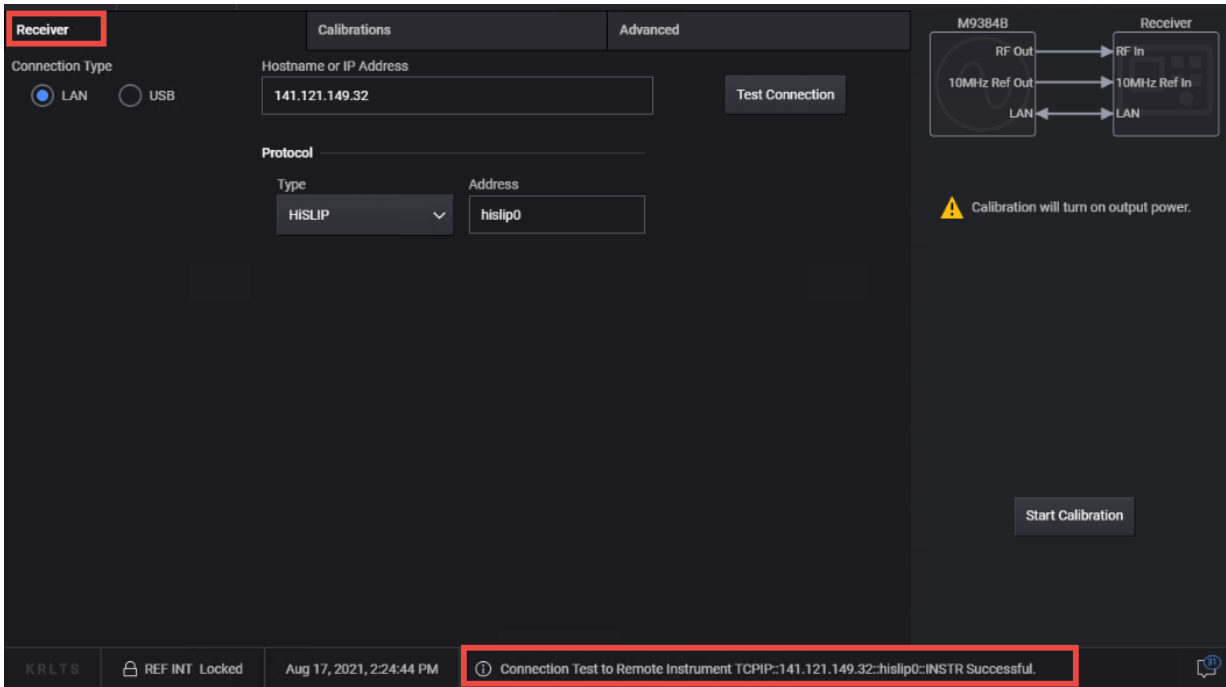 Receiver
Calibrations
Advanced
Connection Type
LAN
USB
Hostname or IP Address
141.121.149.32
Test Connection
Protocol
Type
Address
HiSLIP
hislip0
M9384B
Receiver
RF Out
RF In
10MHz Ref Out
10MHz Ref In
LAN
LAN
Calibration will turn on output power.
Start Calibration
KRLTS
REF INT Locked
Aug 17, 2021, 2:24:44 PM
Connection Test to Remote Instrument TCPIP::141.121.149.32::hislip0::INSTR Successful.
31